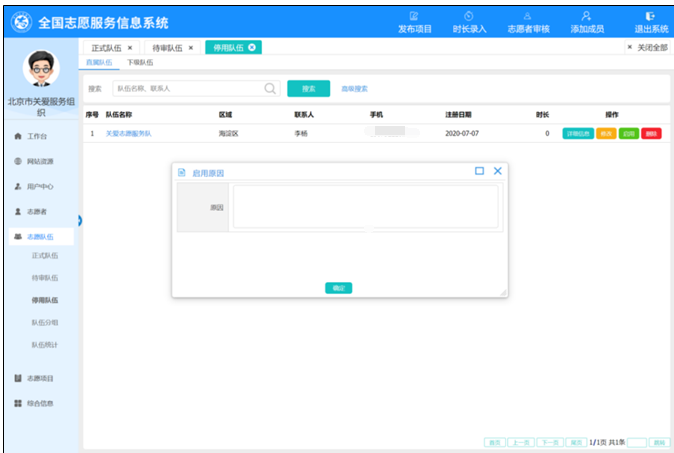 全国志愿服务信息系统
发布项目 时长录入 志愿者审核 添加成员 退出系统
正式队伍 × 待审队伍 × 停用队伍 × 关闭全部
直属队伍 下级队伍
北京市关爱服务组织
搜索 队伍名称、联系人 搜索 高级搜索
序号 队伍名称 区域 联系人 手机 注册日期 时长 操作
1 关爱志愿服务队 海淀区 李杨 2020-07-07 0 详细信息 修改 启用 删除
工作台
网站资源
用户中心
志愿者
志愿队伍
正式队伍
待审队伍
停用队伍
队伍分组
队伍统计
志愿项目
综合信息
启用原因
原因
确定
首页 上一页 下一页 尾页 1/1页 共1条 跳转